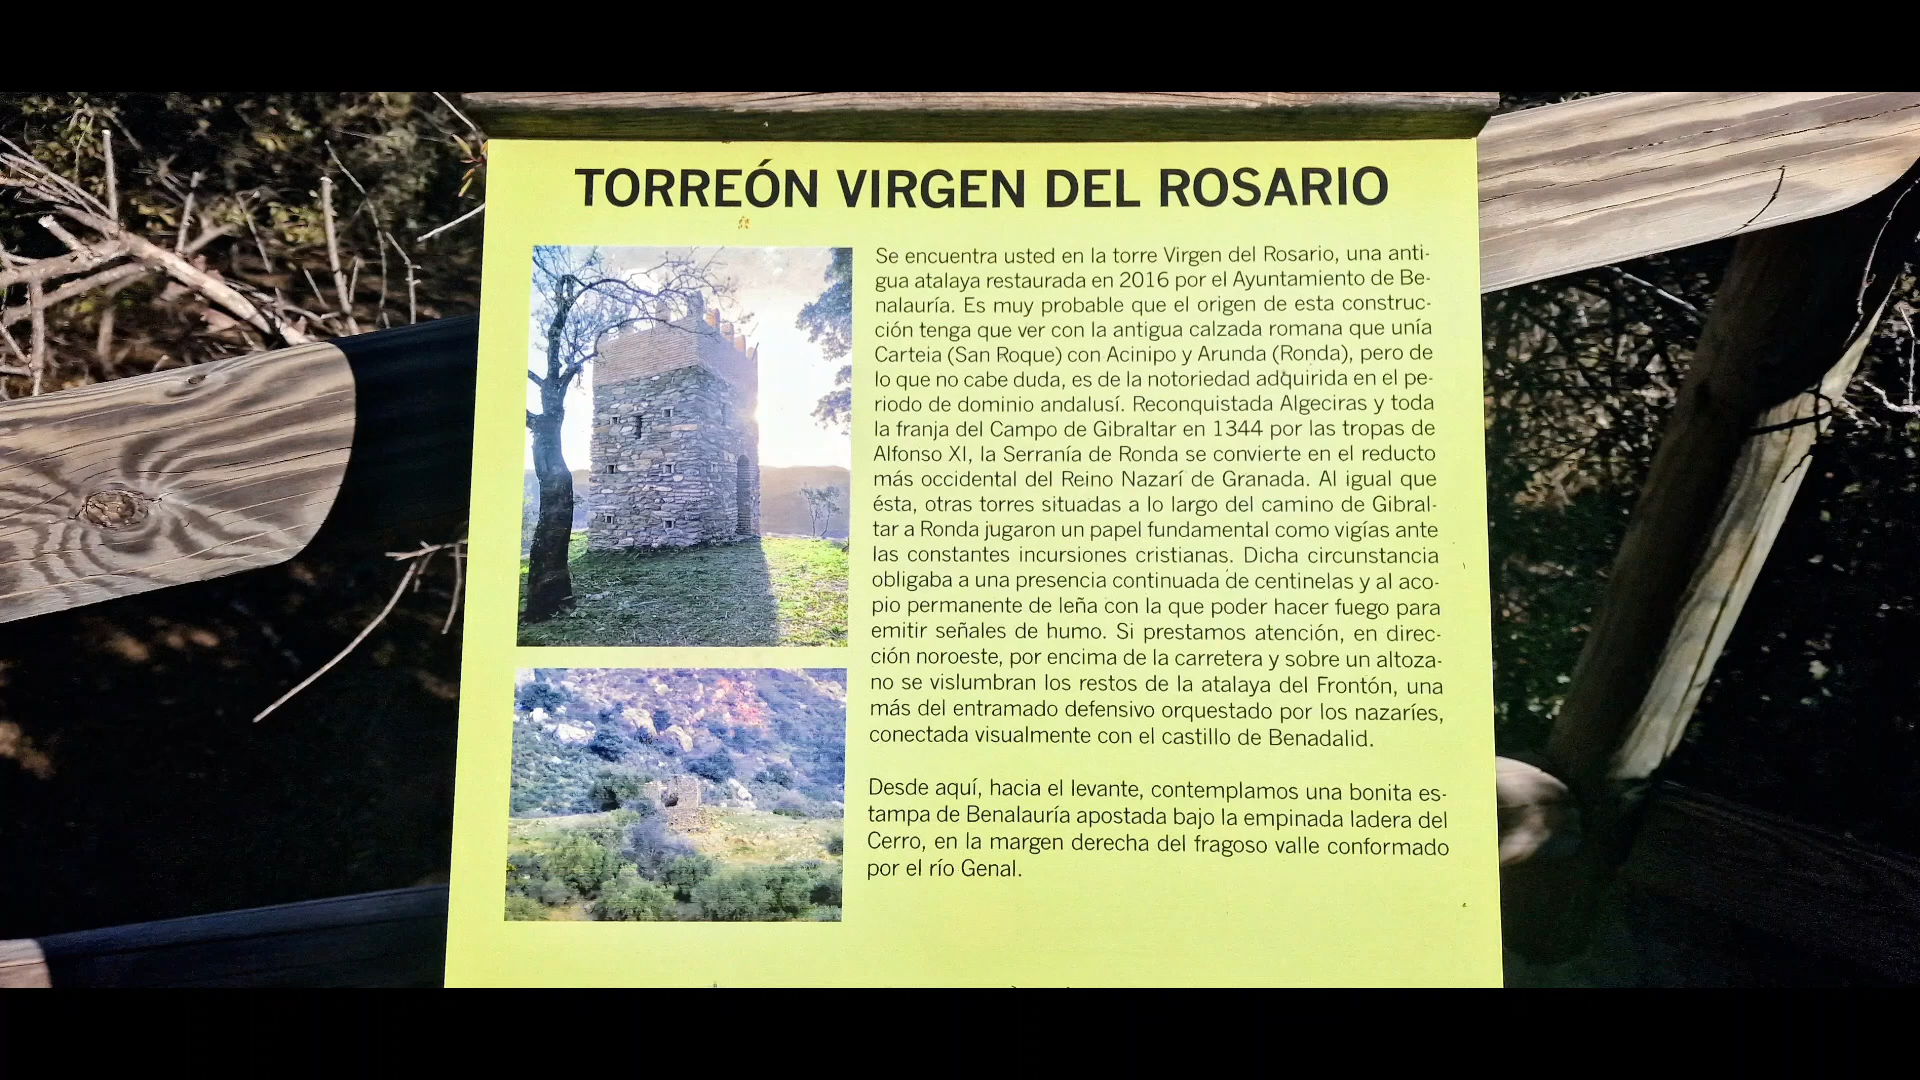 TORREÓN VIRGEN DEL ROSARIO
Se encuentra usted en la torre Virgen del Rosario, una anti-
gua atalaya restaurada en 2016 por el Ayuntamiento de Be-
nalauría. Es muy probable que el origen de esta construc-
ción tenga que ver con la antigua calzada romana que unía
Carteia (San Roque) con Acinipo y Arunda (Ronda), pero de
lo que no cabe duda, es de la notoriedad adquirida en el pe-
riodo de dominio andalusí. Reconquistada Algeciras y toda
la franja del Campo de Gibraltar en 1344 por las tropas de
Alfonso XI, la Serranía de Ronda se convierte en el reducto
más occidental del Reino Nazarí de Granada. Al igual que
ésta, otras torres situadas a lo largo del camino de Gibral-
tar a Ronda jugaron un papel fundamental como vigías ante
las constantes incursiones cristianas. Dicha circunstancia
obligaba a una presencia continuada de centinelas y al aco-
pio permanente de leña con la que poder hacer fuego para
emitir señales de humo. Si prestamos atención, en direc-
ción noroeste, por encima de la carretera y sobre un altoza-
no se vislumbran los restos de la atalaya del Frontón, una
más del entramado defensivo orquestado por los nazaríes,
conectada visualmente con el castillo de Benadalid.
Desde aquí, hacia el levante, contemplamos una bonita es-
tampa de Benalauría apostada bajo la empinada ladera del
Cerro, en la margen derecha del fragoso valle conformado
por el río Genal.